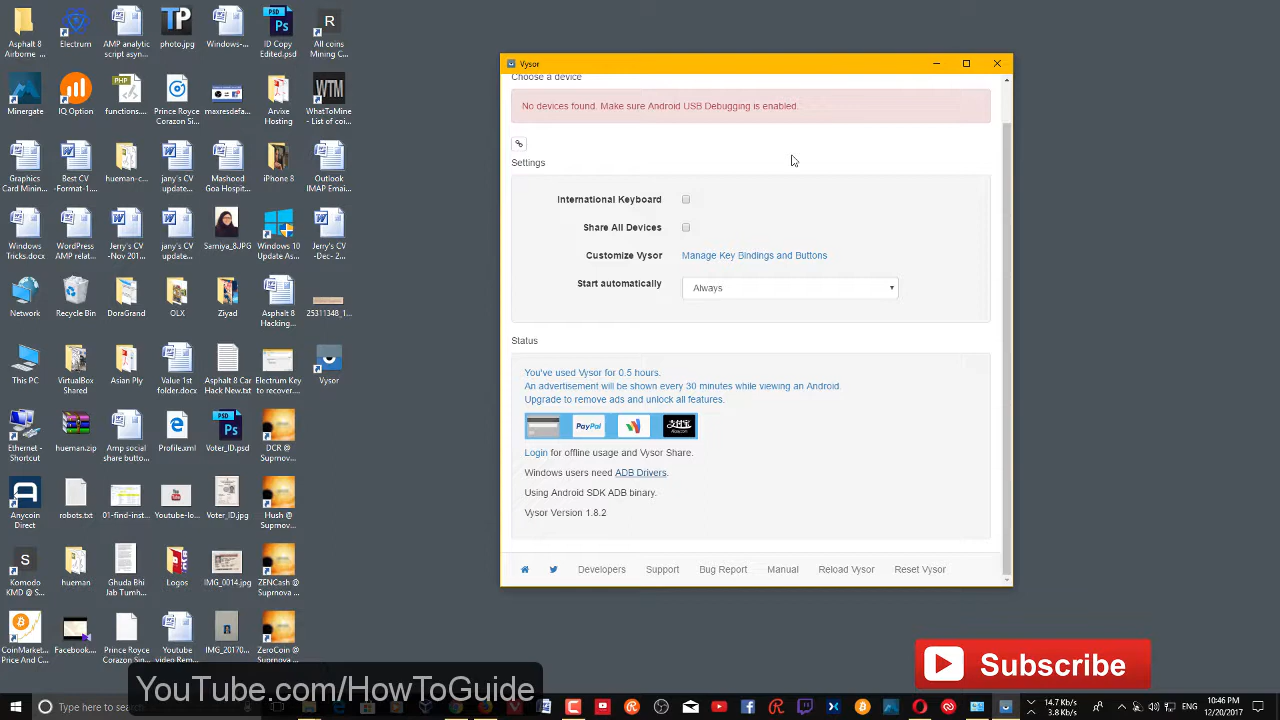 Asphalt 8
Airborne ..
Electrum
AMP analytic
script async...
photo.jpg
Windows-...
ID Copy
Edited.psd
All coins
Mining C...
Minergate
IQ Option
functions....
Prince Royce
Corazon Si...
maxresdefa...
Arvixe
Hosting
WTM
WhatToMine
- List of coi...
Graphics
Card Minin...
Best CV
-Format-1...
hueman-c...
jany's CV
update...
Mashood
Goa Hospit...
iPhone 8
Outlook
IMAP Emai...
Windows
Tricks.docx
WordPress
AMP relat...
Jerry's CV
-Nov 201...
jany's CV
update...
Samiya_8JPG
Windows 10
Update As...
Jerry's CV
-Dec- 2...
Network
Recycle Bin
DoraGrand
OLX
Ziyad
Asphalt 8
Hacking...
25311348_1...
This PC
VirtualBox
Shared
Asian Ply
Value 1st
folder.docx
Asphalt 8 Car
Hack New.txt
Electrum Key
to recover...
Vysor
Ethernet -
Shortcut
hueman.zip
Amp social
share butto...
Profile.xml
Voter_ID.psd
DCR @
Suprnov...
Anycoin
Direct
robots.txt
01-find-inst...
Youtube-lo...
Voter_ID.jpg
Hush @
Suprnov...
Komodo
KMD @ S...
hueman
Ghuda Bhi
Jab Tumh...
Logos
IMG_0014.jpg
ZENCash @
Suprnova ...
CoinMarket...
Price And C...
Facebook...
Prince Royce
Corazon Sin...
Youtube
video Rem...
IMG_20170...
ZeroCoin @
Suprnova ...
Vysor
Choose a device
No devices found. Make sure Android USB Debugging is enabled.
Settings
International Keyboard
Share All Devices
Customize Vysor Manage Key Bindings and Buttons
Start automatically Always
Status
You've used Vysor for 0.5 hours.
An advertisement will be shown every 30 minutes while viewing an Android.
Upgrade to remove ads and unlock all features.
PayPal
Login for offline usage and Vysor Share.
Windows users need ADB Drivers.
Using Android SDK ADB binary.
Vysor Version 1.8.2
Developers Support Bug Report Manual Reload Vysor Reset Vysor
Subscribe
YouTube.com/HowToGuide
Type here to search
14.7 Kb/s
3.8 Kb/s
ENG
10:46 PM
12/20/2017